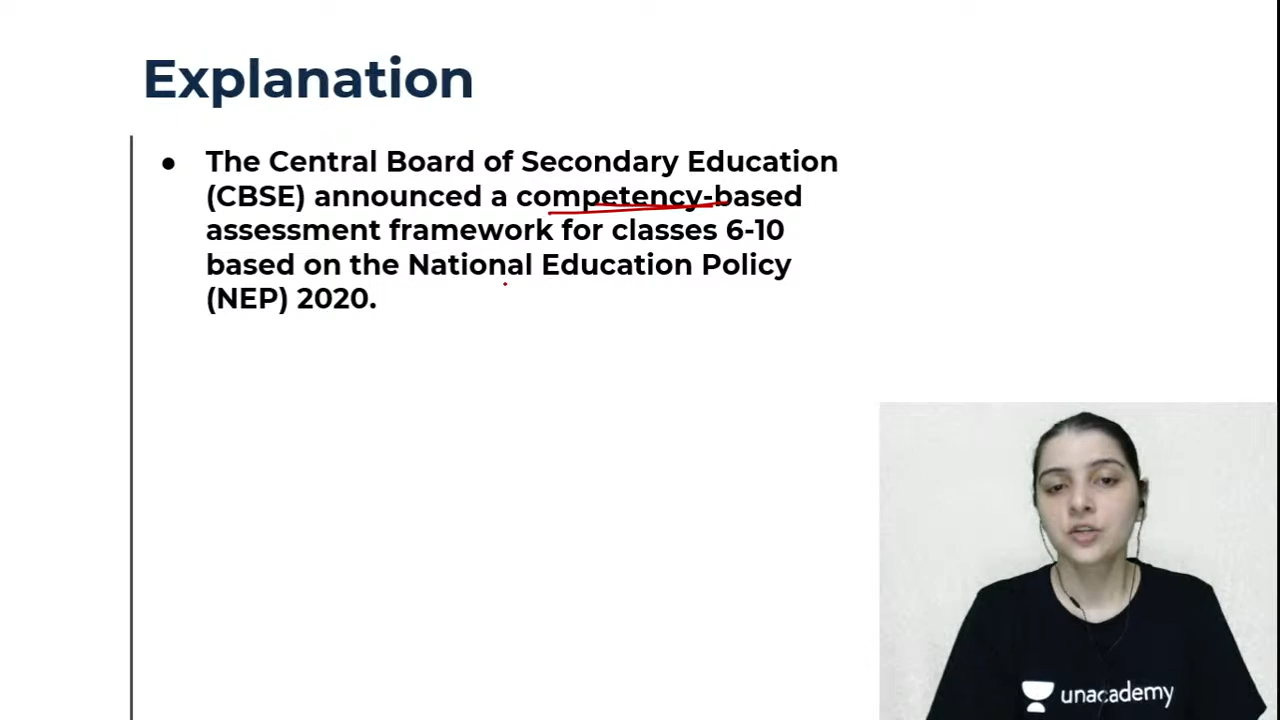 Explanation
● The Central Board of Secondary Education
(CBSE) announced a competency-based
assessment framework for classes 6-10
based on the National Education Policy
(NEP) 2020.
unacademy